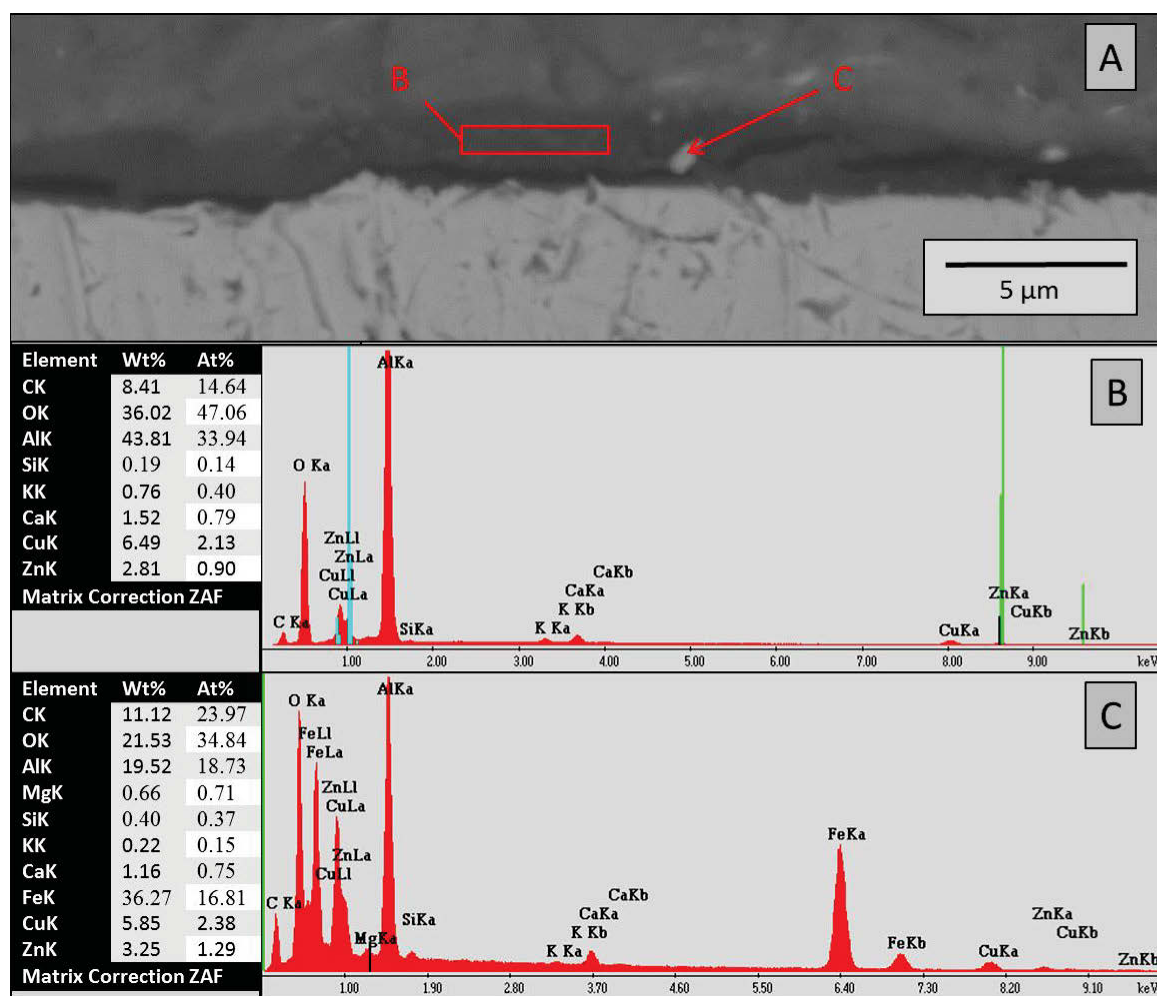 A
B
C
5 µm
Element Wt% At%
CK 8.41 14.64
OK 36.02 47.06
AlK 43.81 33.94
SiK 0.19 0.14
KK 0.76 0.40
CaK 1.52 0.79
CuK 6.49 2.13
ZnK 2.81 0.90
Matrix Correction ZAF
B
AlKa
O Ka
ZnLl
ZnLa
CuLl
CuLa
C Ka
SiKa
CaKb
CaKa
K Kb
K Ka
ZnKa
CuKb
CuKa
ZnKb
1.00 2.00 3.00 4.00 5.00 6.00 7.00 8.00 9.00 keV
Element Wt% At%
CK 11.12 23.97
OK 21.53 34.84
AlK 19.52 18.73
MgK 0.66 0.71
SiK 0.40 0.37
KK 0.22 0.15
CaK 1.16 0.75
FeK 36.27 16.81
CuK 5.85 2.38
ZnK 3.25 1.29
Matrix Correction ZAF
C
AlKa
O Ka
FeLl
FeLa
ZnLl
CuLa
ZnLa
CuLl
C Ka
MgKa
SiKa
CaKb
CaKa
K Kb
K Ka
FeKa
FeKb
CuKa
ZnKa
CuKb
ZnKb
1.00 1.90 2.80 3.70 4.60 5.50 6.40 7.30 8.20 9.10 keV